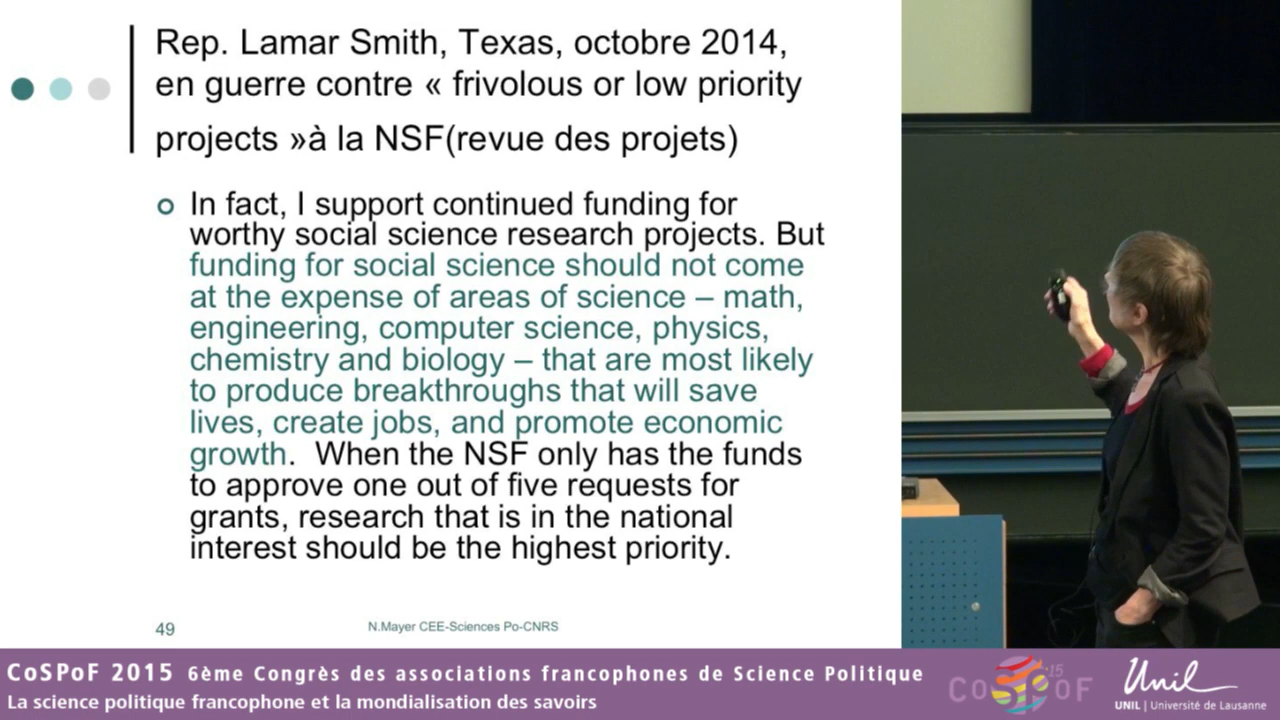 Rep. Lamar Smith, Texas, octobre 2014,
en guerre contre « frivolous or low priority
projects »à la NSF(revue des projets)
In fact, I support continued funding for
worthy social science research projects. But
funding for social science should not come
at the expense of areas of science – math,
engineering, computer science, physics,
chemistry and biology – that are most likely
to produce breakthroughs that will save
lives, create jobs, and promote economic
growth.  When the NSF only has the funds
to approve one out of five requests for
grants, research that is in the national
interest should be the highest priority.
49
N.Mayer CEE-Sciences Po-CNRS
CoSPoF 2015 6ème Congrès des associations francophones de Science Politique
La science politique francophone et la mondialisation des savoirs
CoSPoF '15
Unil
UNIL | Université de Lausanne